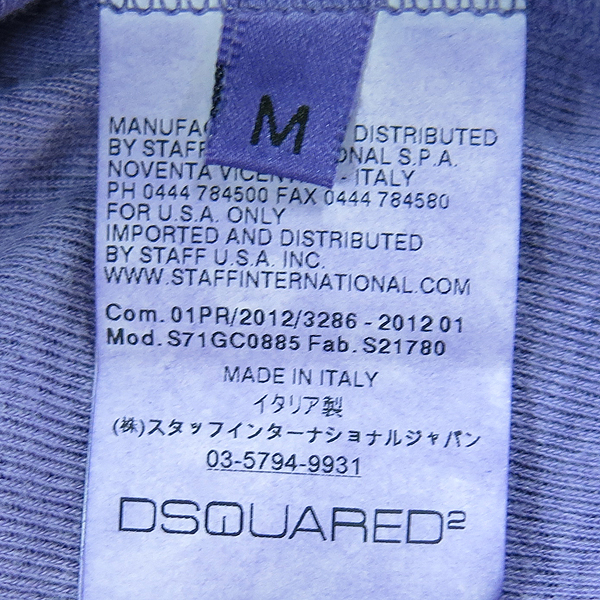 M
DISTRIBUTED
BY STAFF S.P.A.
NOVENTA - ITALY
PH 0444 784500 FAX 0444 784580
FOR U.S.A. ONLY
IMPORTED AND DISTRIBUTED
BY STAFF U.S.A. INC.
WWW.STAFFINTERNATIONAL.COM
Com. 01PR/2012/3286 - 2012 01
Mod. S71GC0885 Fab. S21780
MADE IN ITALY
イタリア製
(株)スタッフインターナショナルジャパン
03-5794-9931
DSQUARED²